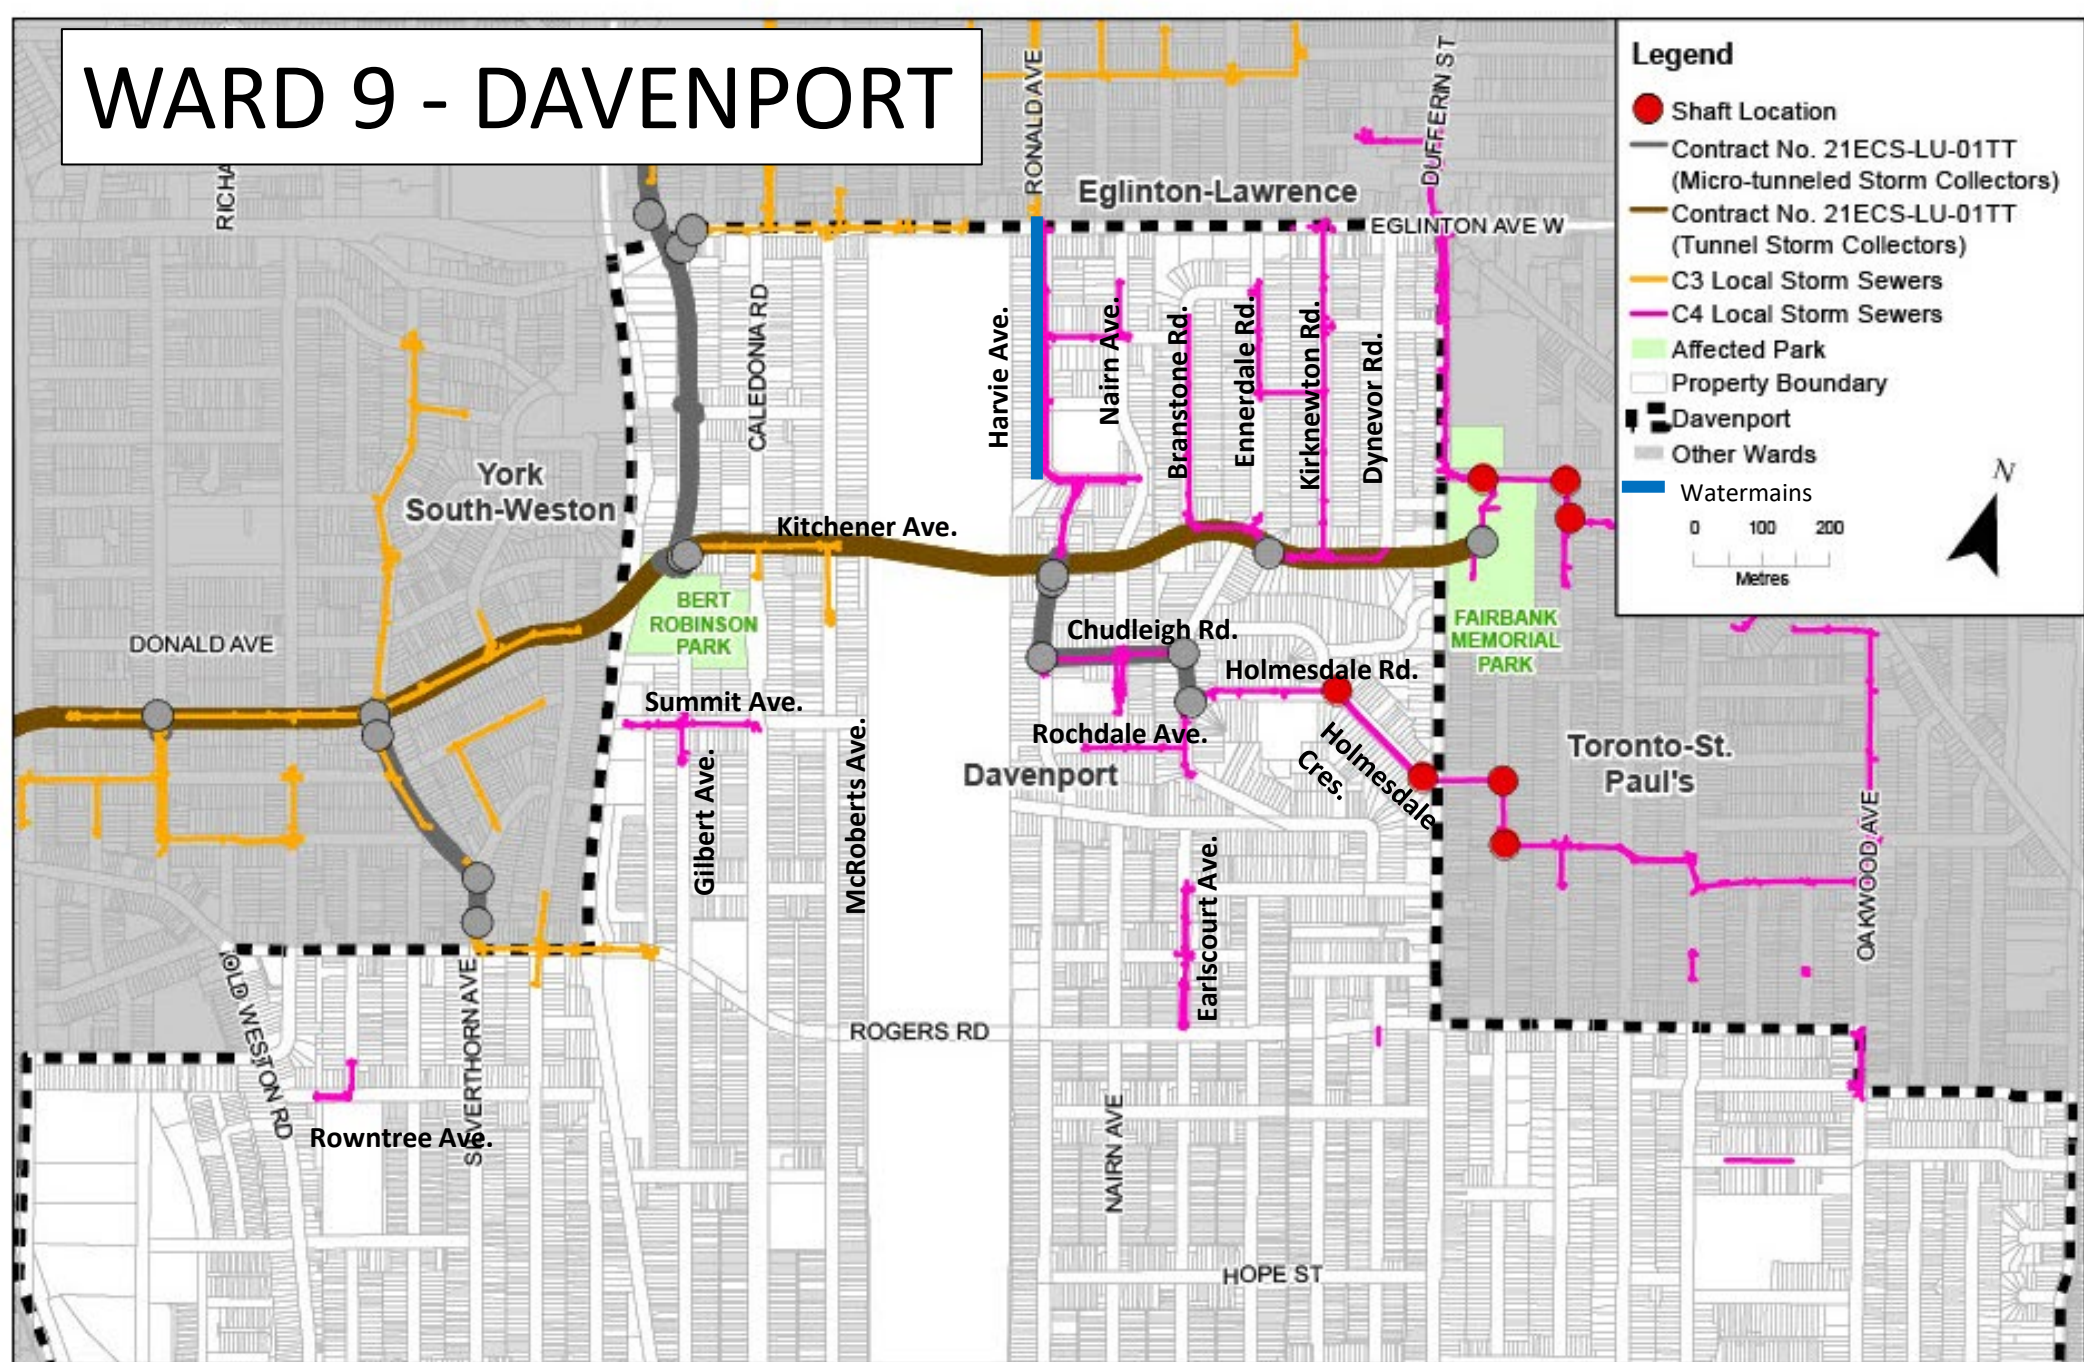 WARD 9 - DAVENPORT
RICHA
RONALD AVE
DUFFERIN ST
Eglinton-Lawrence
EGLINTON AVE W
Legend
Shaft Location
Contract No. 21ECS-LU-01TT
(Micro-tunneled Storm Collectors)
Contract No. 21ECS-LU-01TT
(Tunnel Storm Collectors)
C3 Local Storm Sewers
C4 Local Storm Sewers
Affected Park
Property Boundary
Davenport
Other Wards
Watermains
N
0 100 200
Metres
CALEDONIA RD
Harvie Ave.
Nairn Ave.
Branstone Rd.
Ennerdale Rd.
Kirknewton Rd.
Dynevor Rd.
York
South-Weston
Kitchener Ave.
BERT
ROBINSON
PARK
DONALD AVE
Chudleigh Rd.
Holmesdale Rd.
FAIRBANK
MEMORIAL
PARK
Summit Ave.
Rochdale Ave.
Holmesdale
Cres.
Davenport
Toronto-St.
Paul's
Gilbert Ave.
McRoberts Ave.
Earlscourt Ave.
OAKWOOD AVE
OLD WESTON RD
SILVERTHORN AVE
ROGERS RD
Rowntree Ave.
NAIRN AVE
HOPE ST